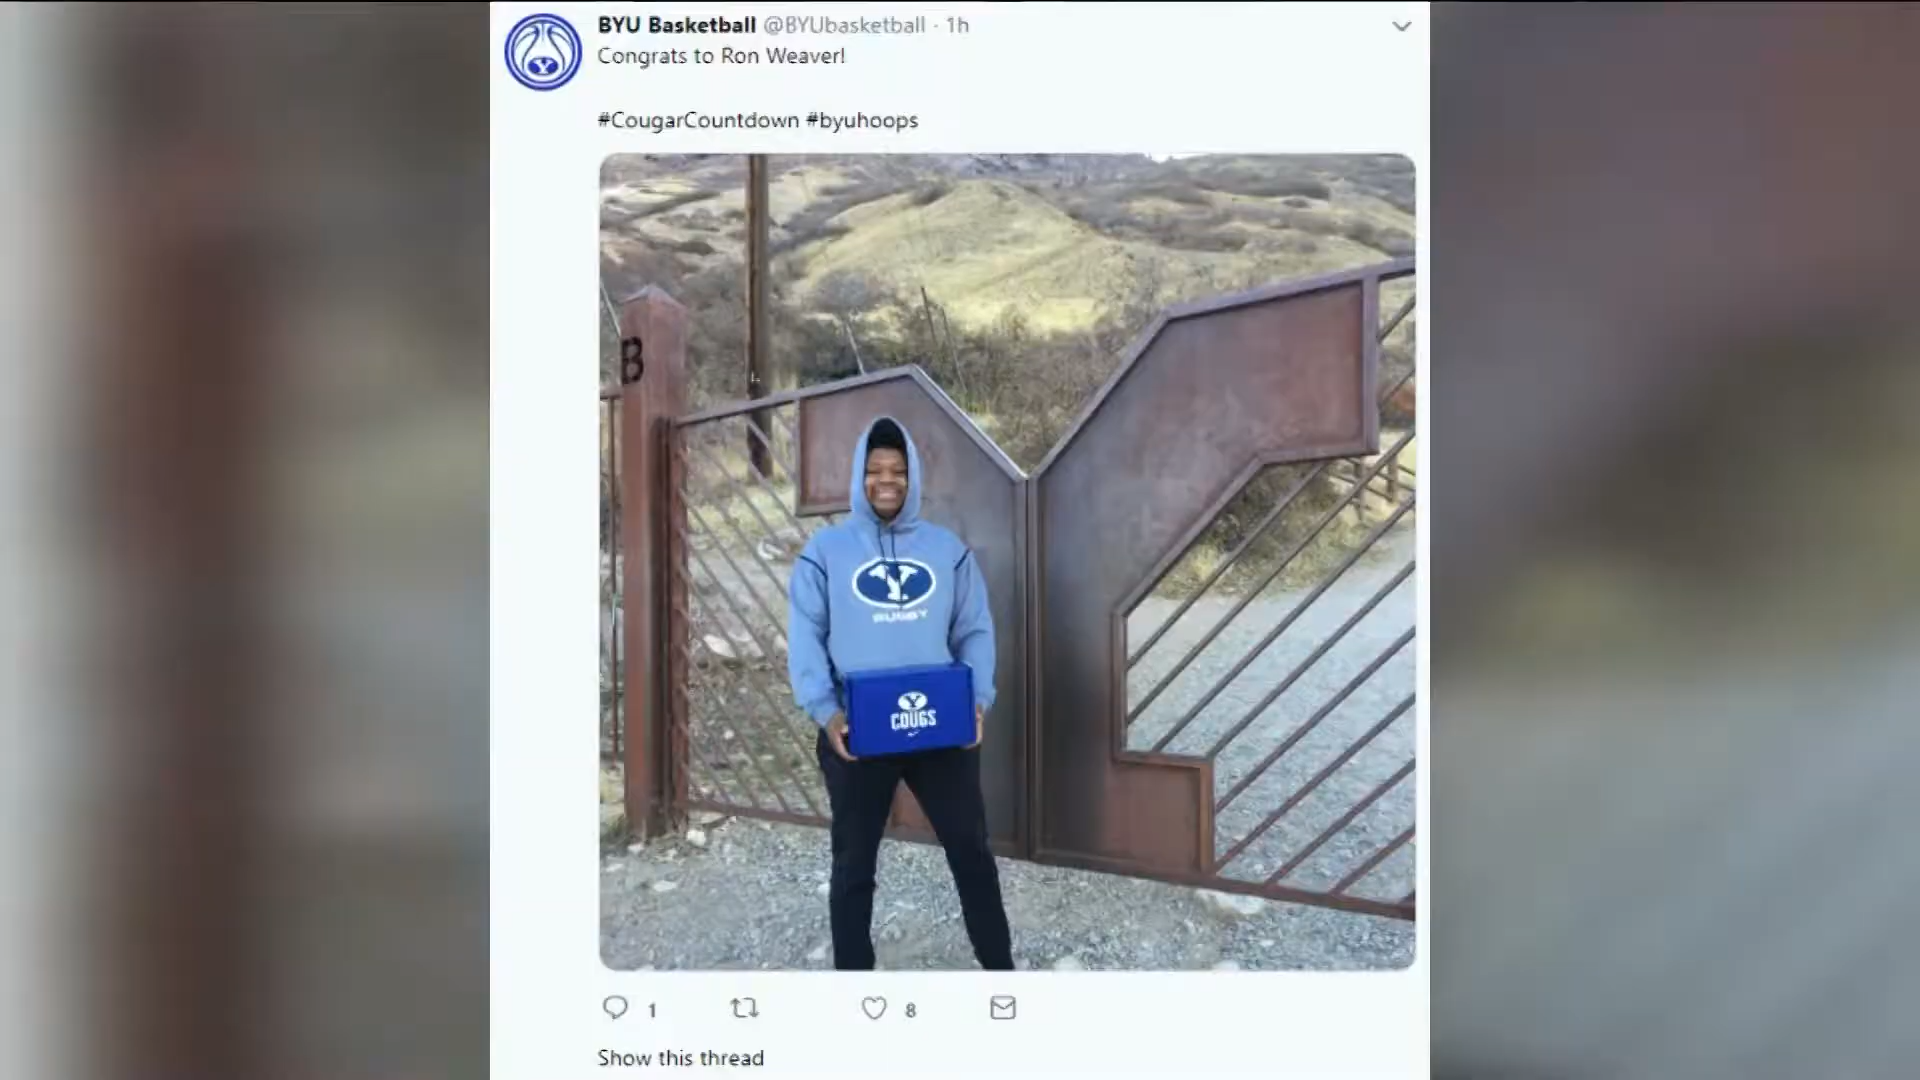 BYU Basketball @BYUbasketball · 1h
Congrats to Ron Weaver!
#CougarCountdown #byuhoops
B
Y
RUGBY
Y
COUGS
1
8
Show this thread